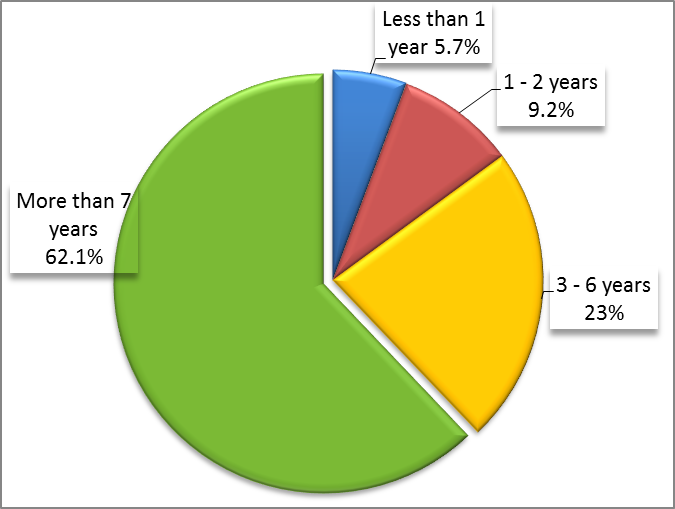 Less than 1
year 5.7%
1 - 2 years
9.2%
3 - 6 years
23%
More than 7
years
62.1%